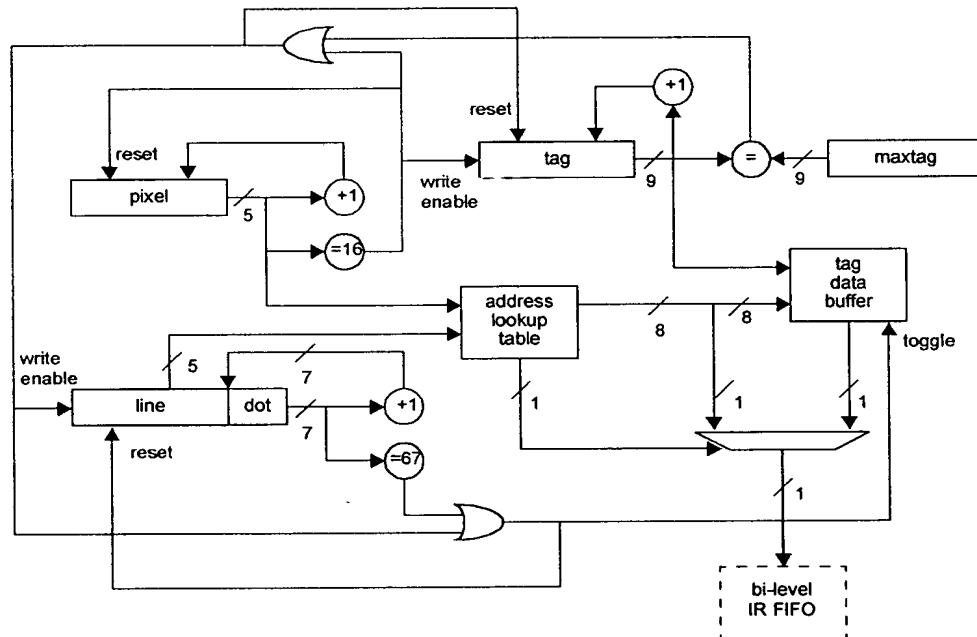 +1
reset
reset
tag
=
maxtag
9
9
write
enable
pixel
+1
5
=16
tag
data
buffer
address
lookup
table
8
8
toggle
5
7
write
enable
line
dot
+1
7
1
1
1
reset
=67
1
bi-level
IR FIFO